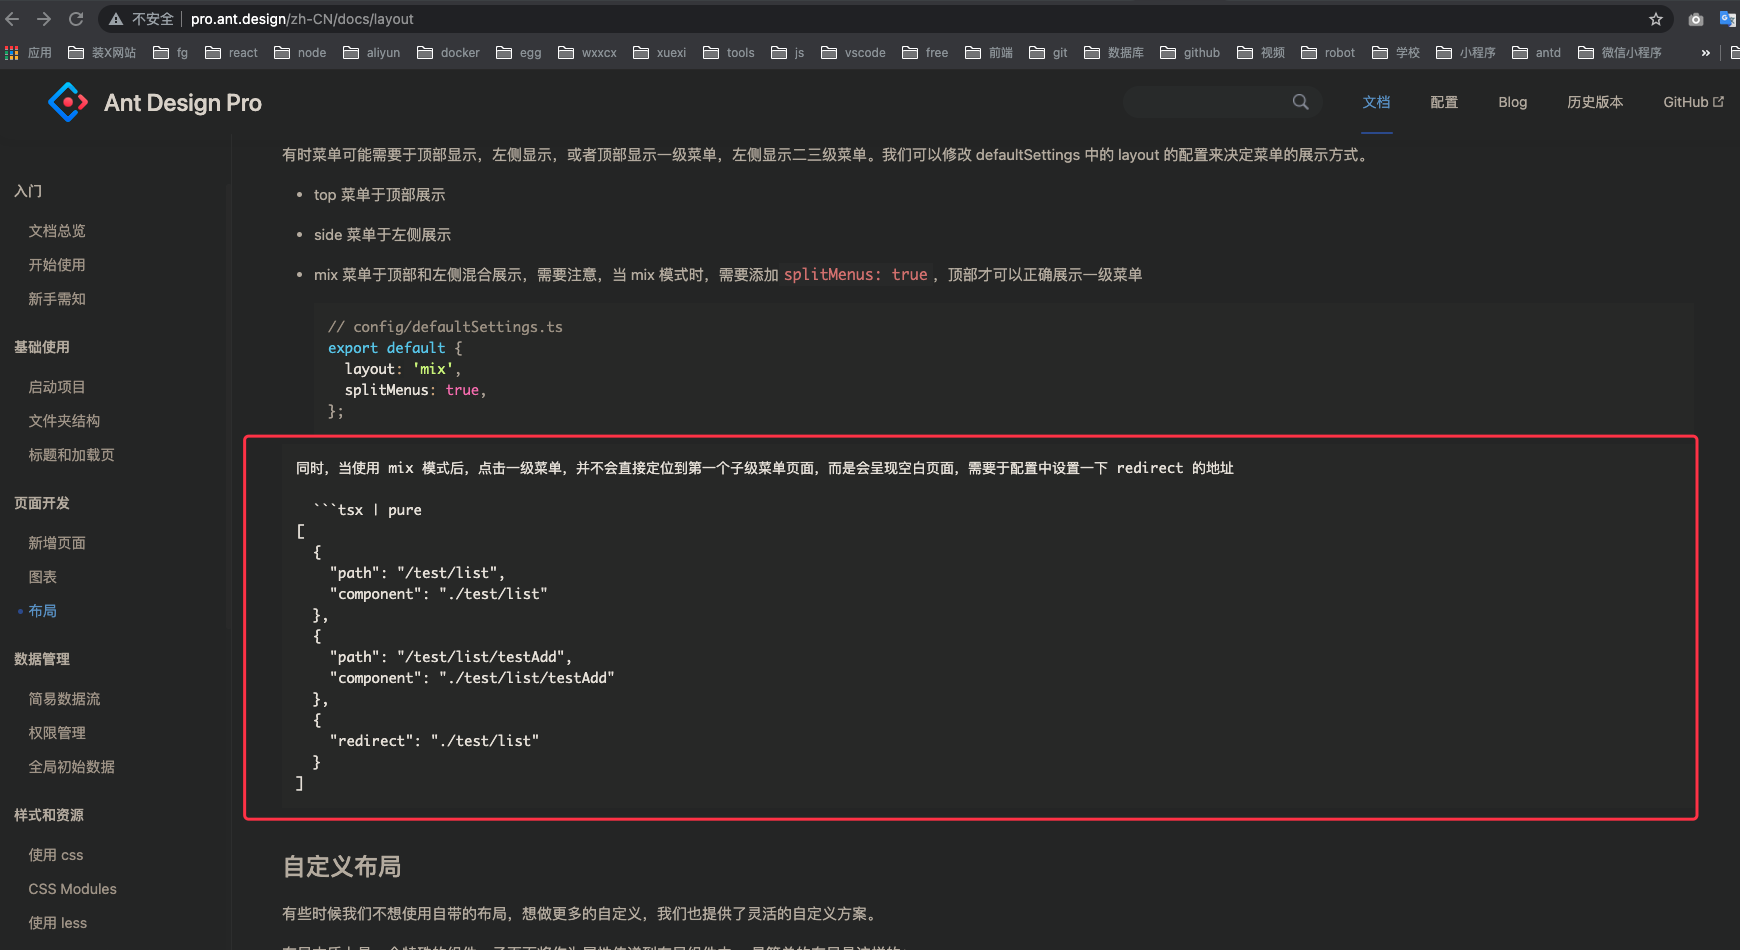 不安全 pro.ant.design/zh-CN/docs/layout
应用 装X网站 fg react node aliyun docker egg wxxcx xuexi tools js vscode free 前端 git 数据库 github 视频 robot 学校 小程序 antd 微信小程序 »
Ant Design Pro 文档 配置 Blog 历史版本 GitHub
入门
文档总览
开始使用
新手需知
基础使用
启动项目
文件夹结构
标题和加载页
页面开发
新增页面
图表
布局
数据管理
简易数据流
权限管理
全局初始数据
样式和资源
使用 css
CSS Modules
使用 less
有时菜单可能需要于顶部显示，左侧显示，或者顶部显示一级菜单，左侧显示二三级菜单。我们可以修改 defaultSettings 中的 layout 的配置来决定菜单的展示方式。
• top 菜单于顶部展示
• side 菜单于左侧展示
• mix 菜单于顶部和左侧混合展示，需要注意，当 mix 模式时，需要添加 splitMenus: true ，顶部才可以正确展示一级菜单
// config/defaultSettings.ts
export default {
layout: 'mix',
splitMenus: true,
};
同时，当使用 mix 模式后，点击一级菜单，并不会直接定位到第一个子级菜单页面，而是会呈现空白页面，需要于配置中设置一下 redirect 的地址
```tsx | pure
[
{
"path": "/test/list",
"component": "./test/list"
},
{
"path": "/test/list/testAdd",
"component": "./test/list/testAdd"
},
{
"redirect": "./test/list"
}
]
自定义布局
有些时候我们不想使用自带的布局，想做更多的自定义，我们也提供了灵活的自定义方案。